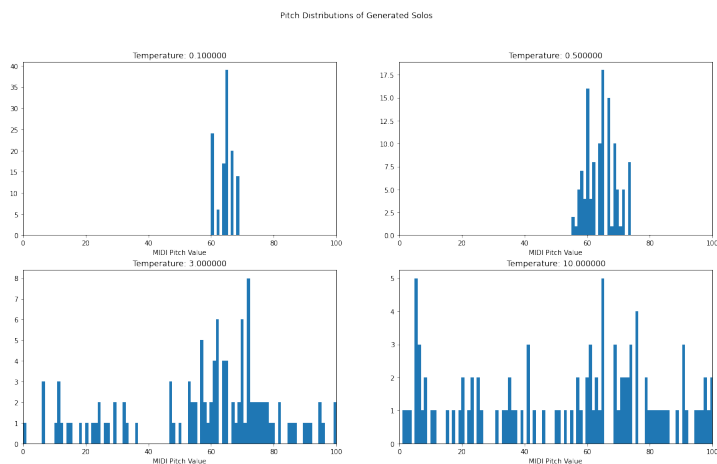 Pitch Distributions of Generated Solos
Temperature: 0.100000
40
35
30
25
20
15
10
5
0
0 20 40 60 80 100
MIDI Pitch Value
Temperature: 0.500000
17.5
15.0
12.5
10.0
7.5
5.0
2.5
0.0
0 20 40 60 80 100
MIDI Pitch Value
Temperature: 3.000000
8
7
6
5
4
3
2
1
0
0 20 40 60 80 100
MIDI Pitch Value
Temperature: 10.000000
5
4
3
2
1
0
0 20 40 60 80 100
MIDI Pitch Value